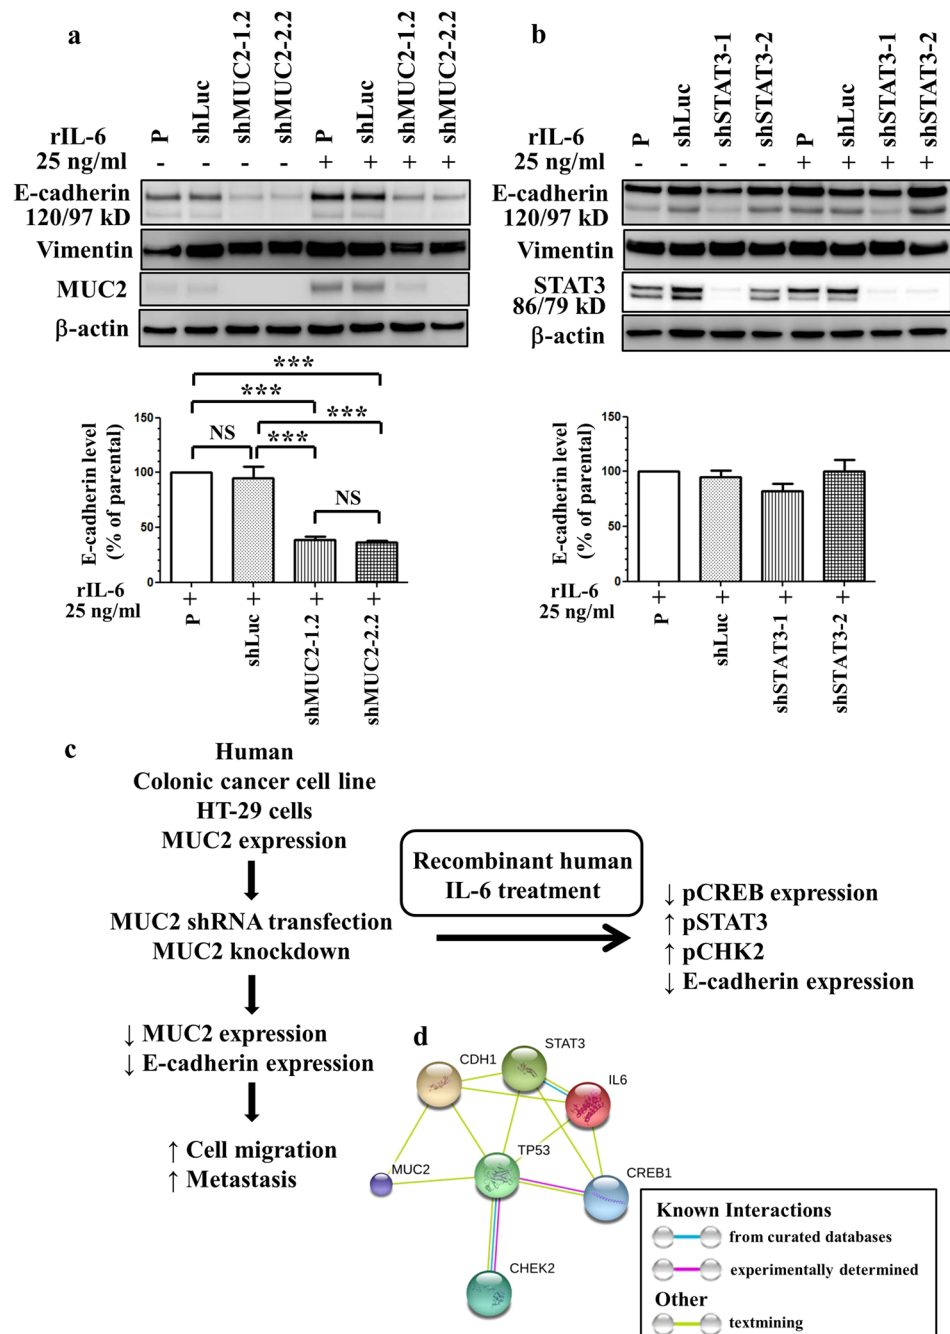 a
P
shLuc
shMUC2-1.2
shMUC2-2.2
P
shLuc
shMUC2-1.2
shMUC2-2.2
rIL-6
25 ng/ml
- - - - + + + +
E-cadherin
120/97 kD
Vimentin
MUC2
β-actin
***
***
***
NS
***
NS
E-cadherin level
(% of parental)
150
100
50
0
rIL-6
25 ng/ml
+ + + +
P
shLuc
shMUC2-1.2
shMUC2-2.2
b
P
shLuc
shSTAT3-1
shSTAT3-2
P
shLuc
shSTAT3-1
shSTAT3-2
rIL-6
25 ng/ml
- - - - + + + +
E-cadherin
120/97 kD
Vimentin
STAT3
86/79 kD
β-actin
E-cadherin level
(% of parental)
150
100
50
0
rIL-6
25 ng/ml
+ + + +
P
shLuc
shSTAT3-1
shSTAT3-2
c
Human
Colonic cancer cell line
HT-29 cells
MUC2 expression
MUC2 shRNA transfection
MUC2 knockdown
↓ MUC2 expression
↓ E-cadherin expression
↑ Cell migration
↑ Metastasis
Recombinant human
IL-6 treatment
↓ pCREB expression
↑ pSTAT3
↑ pCHK2
↓ E-cadherin expression
d
STAT3
CDH1
IL6
TP53
MUC2
CREB1
CHEK2
Known Interactions
from curated databases
experimentally determined
Other
textmining